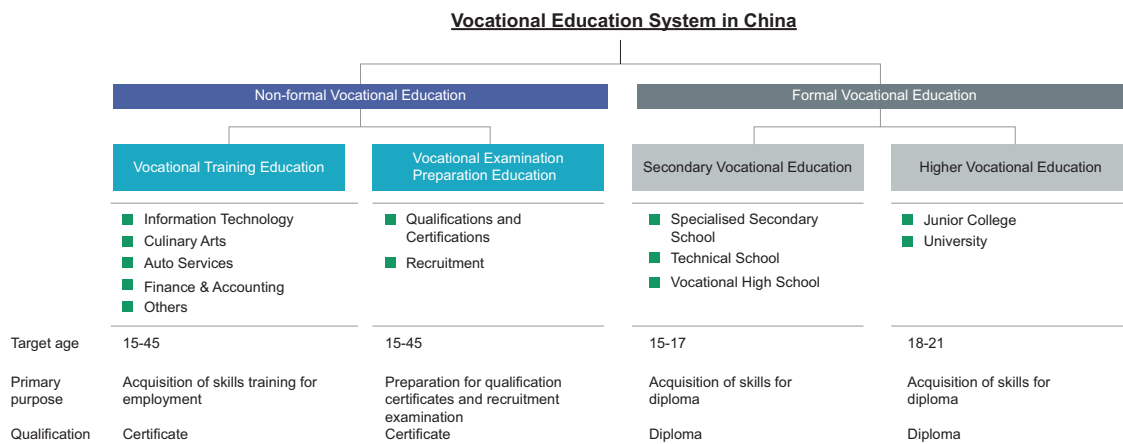 Vocational Education System in China
Non-formal Vocational Education
Formal Vocational Education
Vocational Training Education
Vocational Examination
Preparation Education
Secondary Vocational Education
Higher Vocational Education
Information Technology
Culinary Arts
Auto Services
Finance & Accounting
Others
Qualifications and
Certifications
Recruitment
Specialised Secondary
School
Technical School
Vocational High School
Junior College
University
Target age
15-45
15-45
15-17
18-21
Primary
purpose
Acquisition of skills training for
employment
Preparation for qualification
certificates and recruitment
examination
Acquisition of skills for
diploma
Acquisition of skills for
diploma
Qualification
Certificate
Certificate
Diploma
Diploma